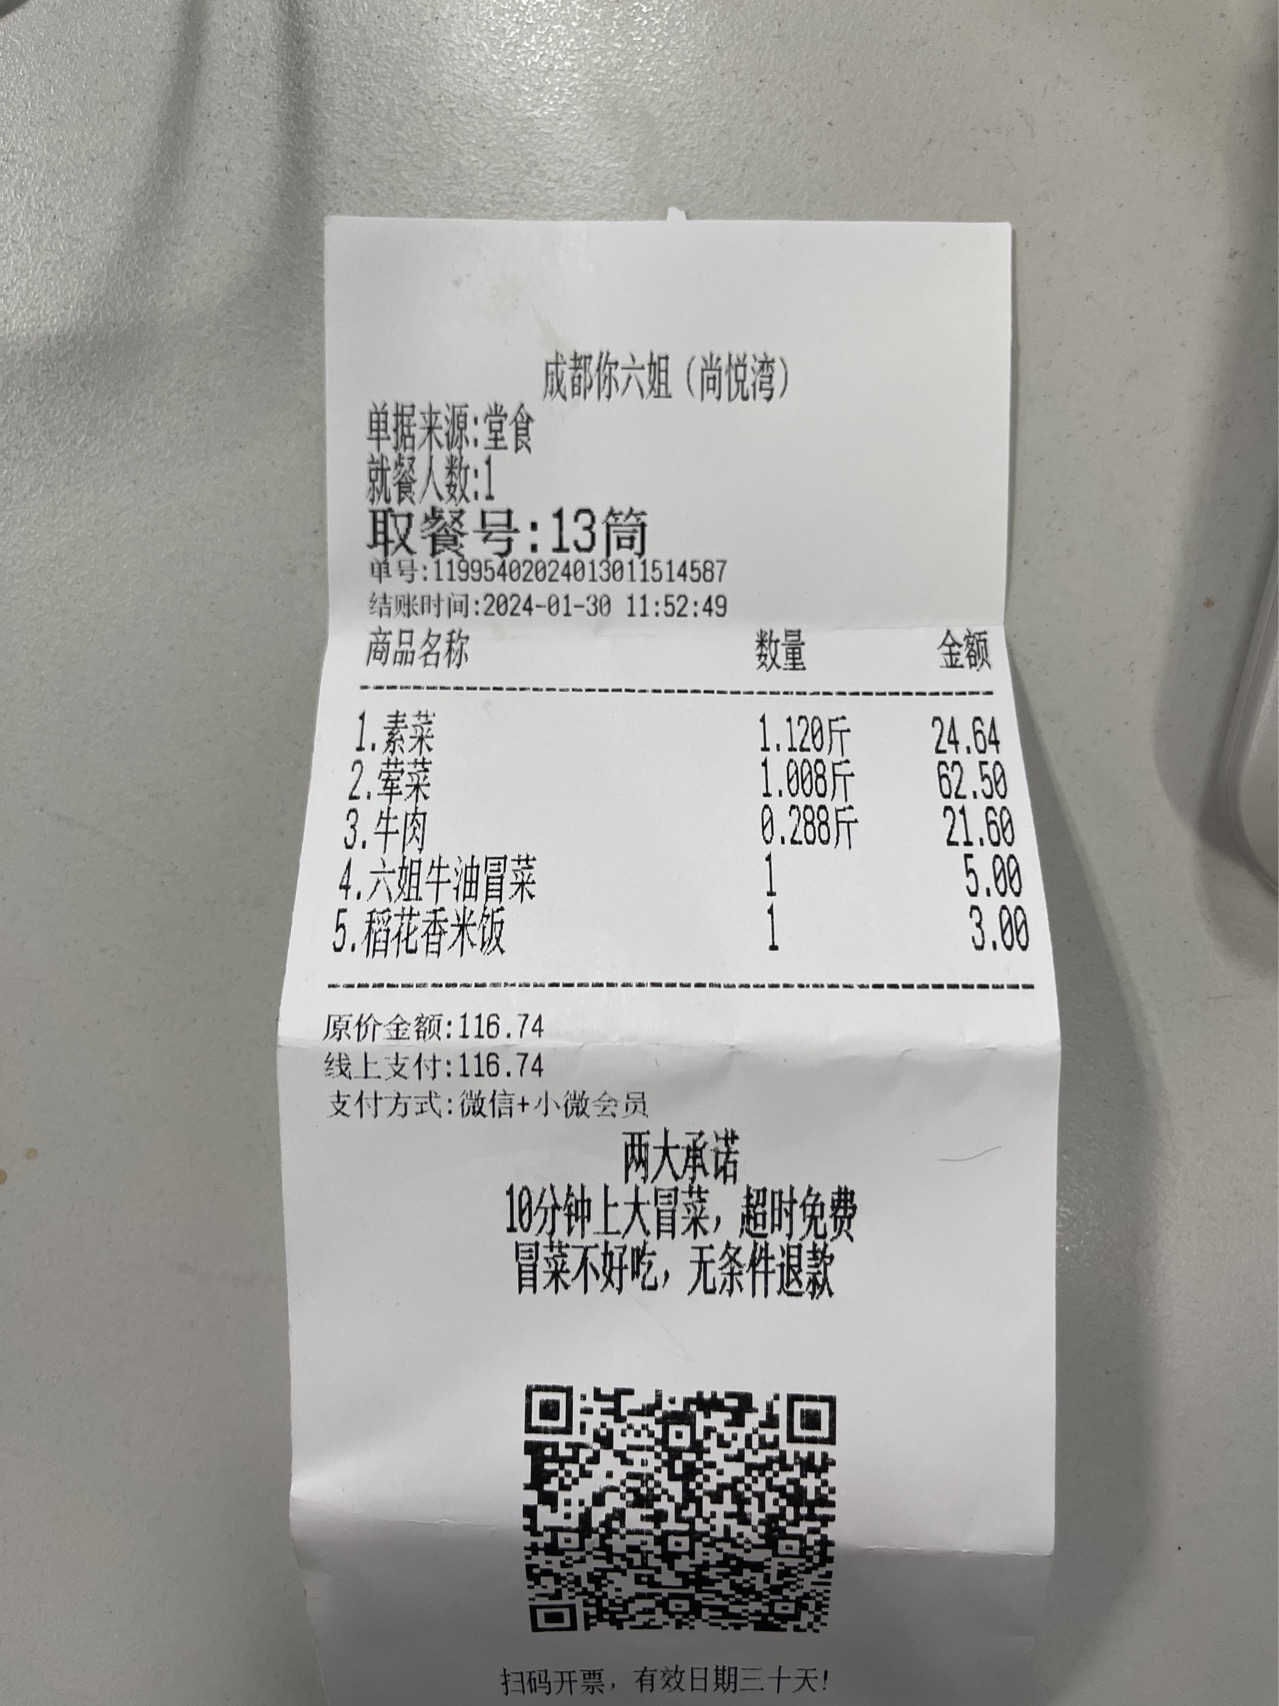 成都你六姐（尚悦湾）
单据来源:堂食
就餐人数:1
取餐号:13筒
单号:11995402024013011514587
结账时间:2024-01-30 11:52:49
商品名称 数量 金额
1.素菜 1.120斤 24.64
2.荤菜 1.008斤 62.50
3.牛肉 0.288斤 21.60
4.六姐牛油冒菜 1 5.00
5.稻花香米饭 1 3.00
原价金额:116.74
线上支付:116.74
支付方式:微信+小微会员
两大承诺
10分钟上大冒菜，超时免费
冒菜不好吃，无条件退款
扫码开票，有效日期三十天!